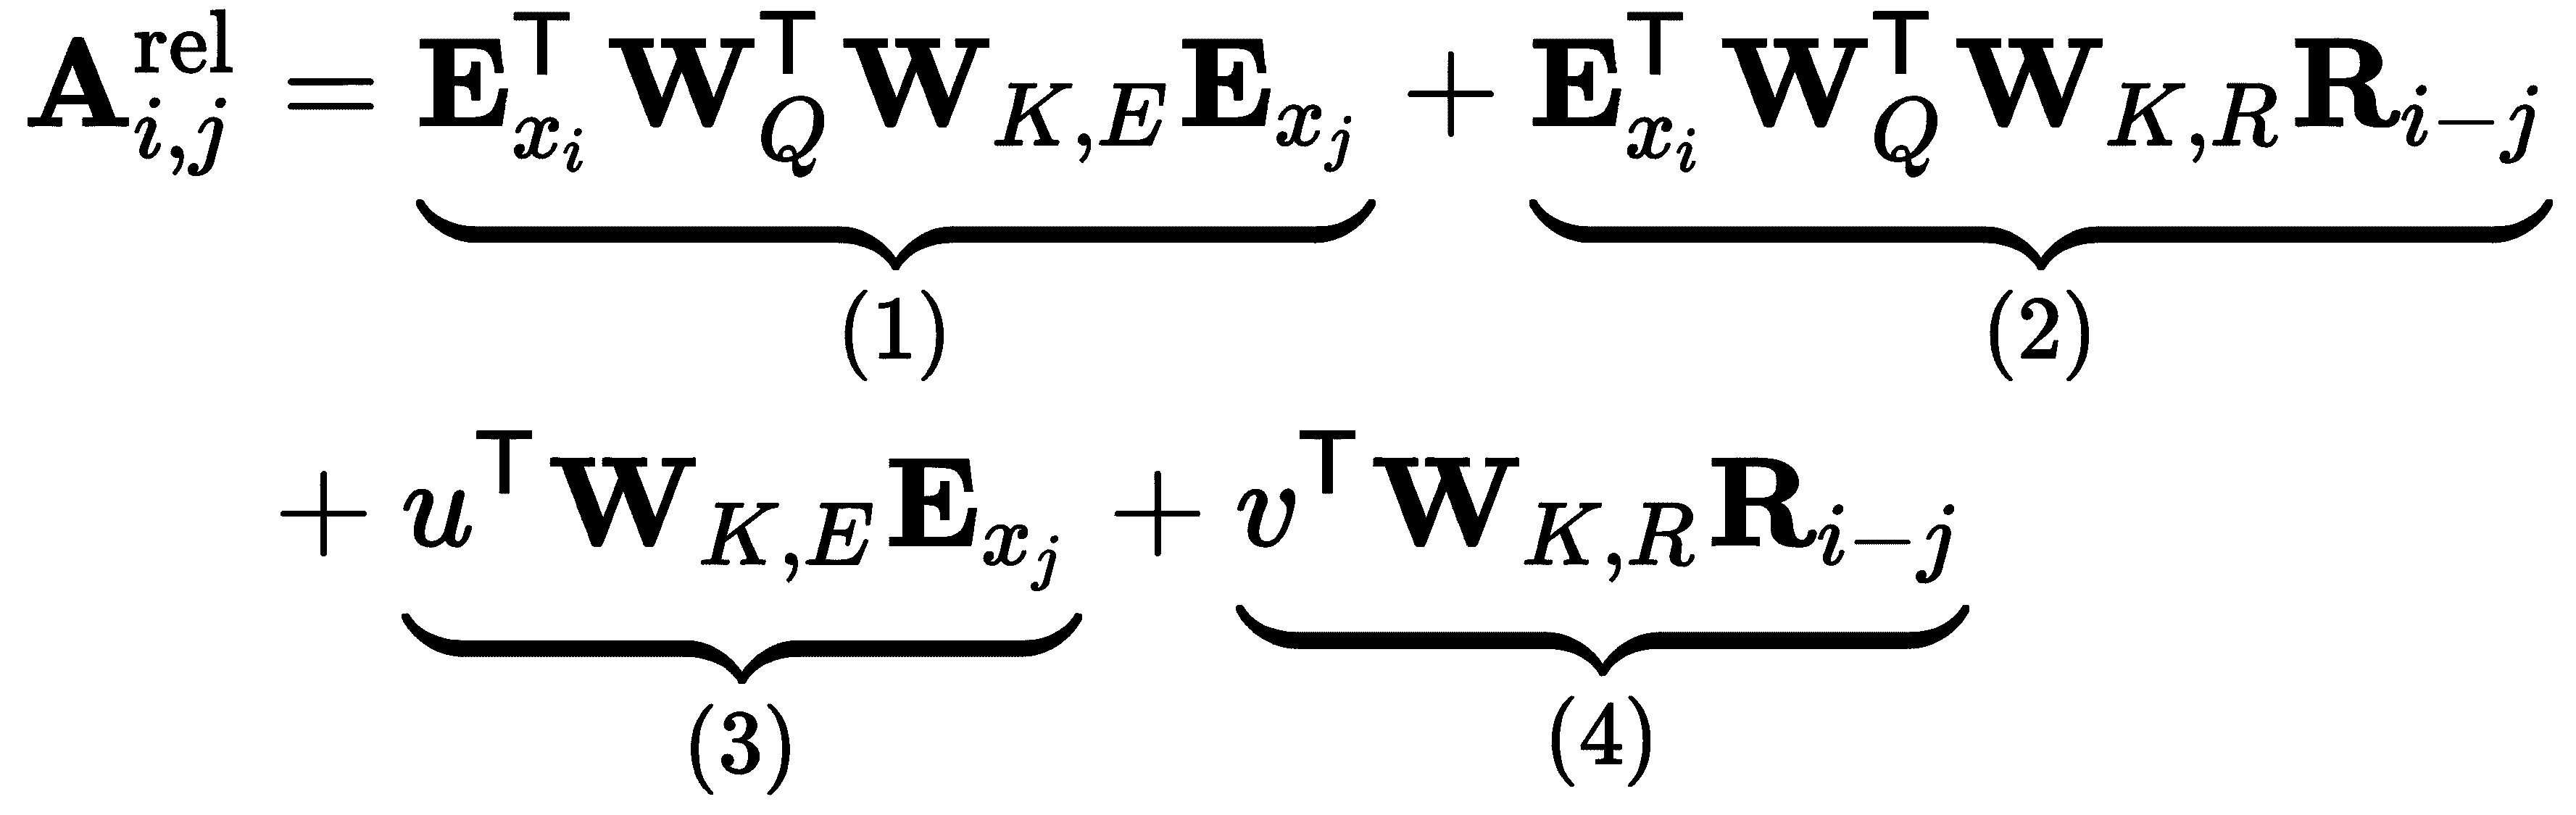 $\mathbf{A}_{i,j}^{\mathrm{rel}} = \underbrace{\mathbf{E}_{x_i}^{\top} \mathbf{W}_Q^{\top} \mathbf{W}_{K,E} \mathbf{E}_{x_j}}_{(1)} + \underbrace{\mathbf{E}_{x_i}^{\top} \mathbf{W}_Q^{\top} \mathbf{W}_{K,R} \mathbf{R}_{i-j}}_{(2)}$
$+ \underbrace{u^{\top} \mathbf{W}_{K,E} \mathbf{E}_{x_j}}_{(3)} + \underbrace{v^{\top} \mathbf{W}_{K,R} \mathbf{R}_{i-j}}_{(4)}$